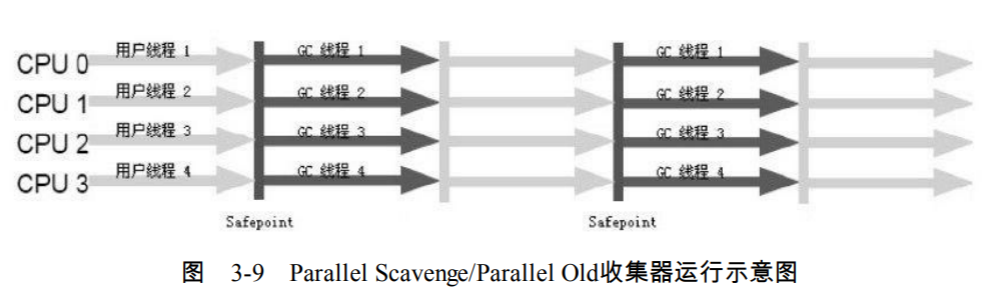 用户线程 1 GC 线程 1 GC 线程 1
CPU 0
用户线程 2 GC 线程 2 GC 线程 2
CPU 1
用户线程 3 GC 线程 3 GC 线程 3
CPU 2
用户线程 4 GC 线程 4 GC 线程 4
CPU 3
Safepoint Safepoint
图 3-9 Parallel Scavenge/Parallel Old收集器运行示意图